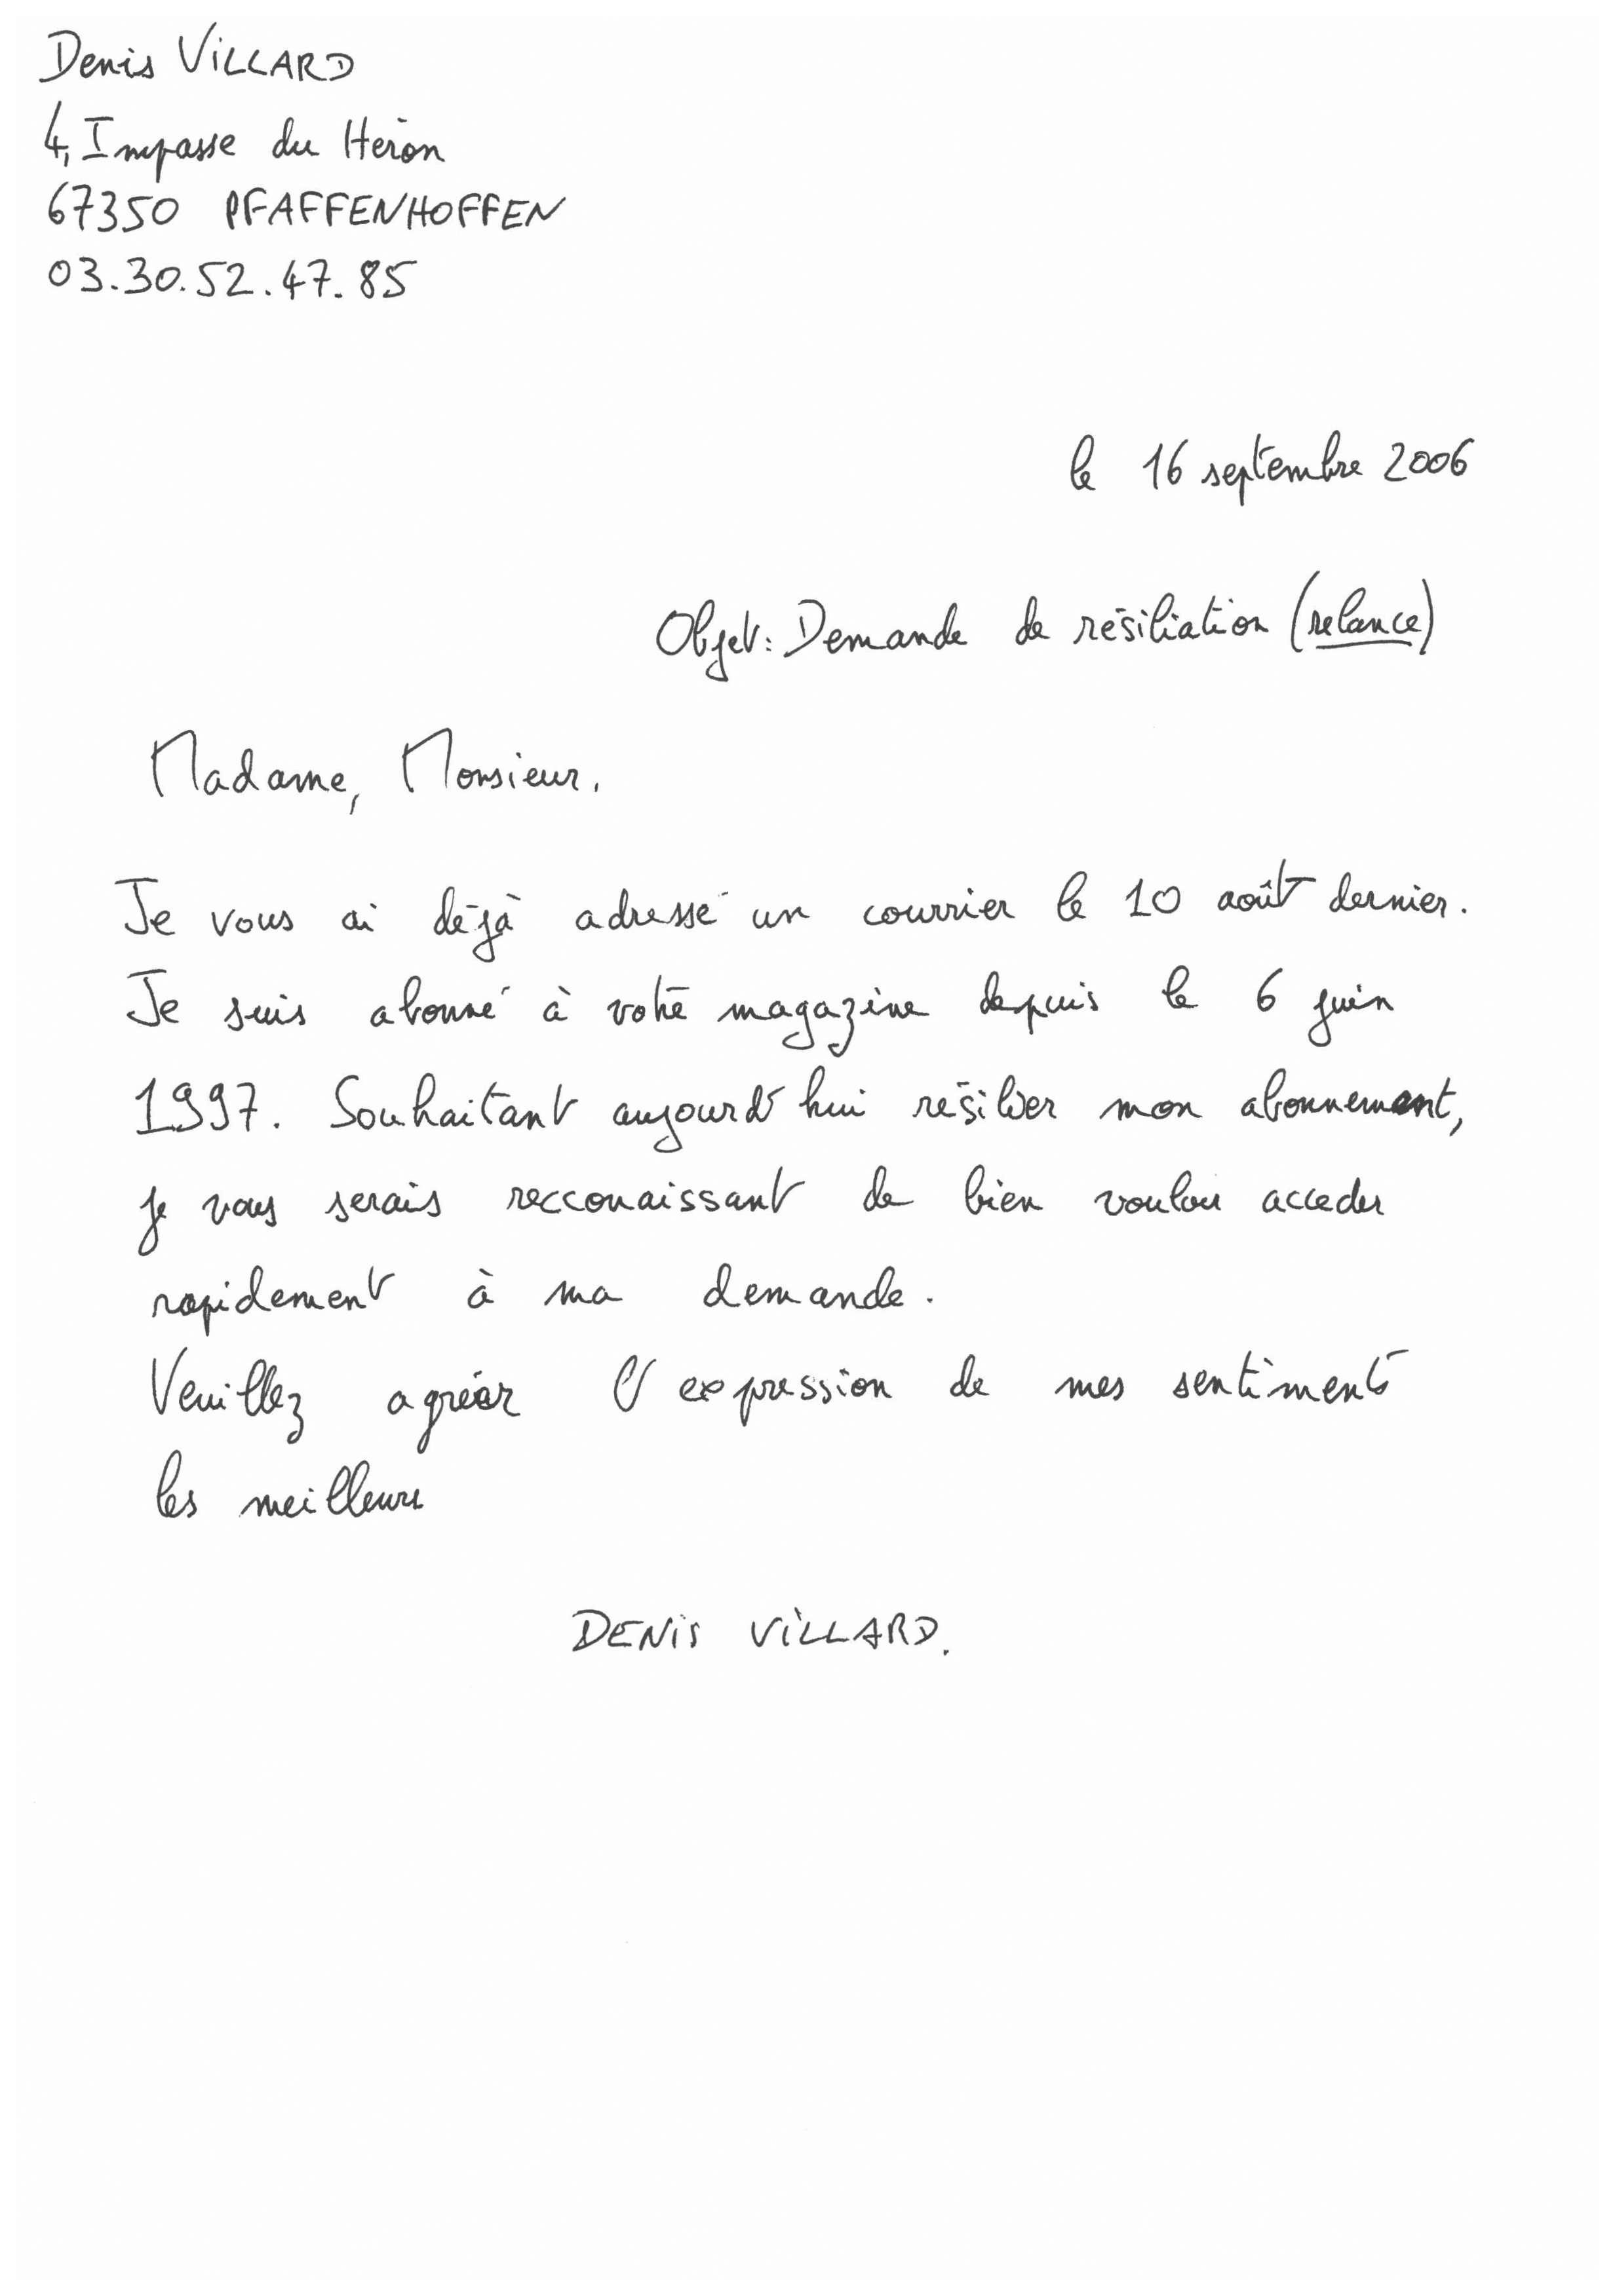 Denis VILLARD
4, Impasse du Héron
67350 PFAFFENHOFFEN
03.30.52.47.85
le 16 septembre 2006
Objet: Demande de résiliation (relance)
Madame, Monsieur.
Je vous ai déjà adressé un courrier le 10 août dernier.
Je suis abonné à votre magazine depuis le 6 juin
1997. Souhaitant aujourd'hui résilier mon abonnement,
je vous serais recconaissant de bien vouloir acceder
rapidement à ma demande.
Veuillez agréer l'expression de mes sentiments
les meilleurs
DENIS VILLARD.